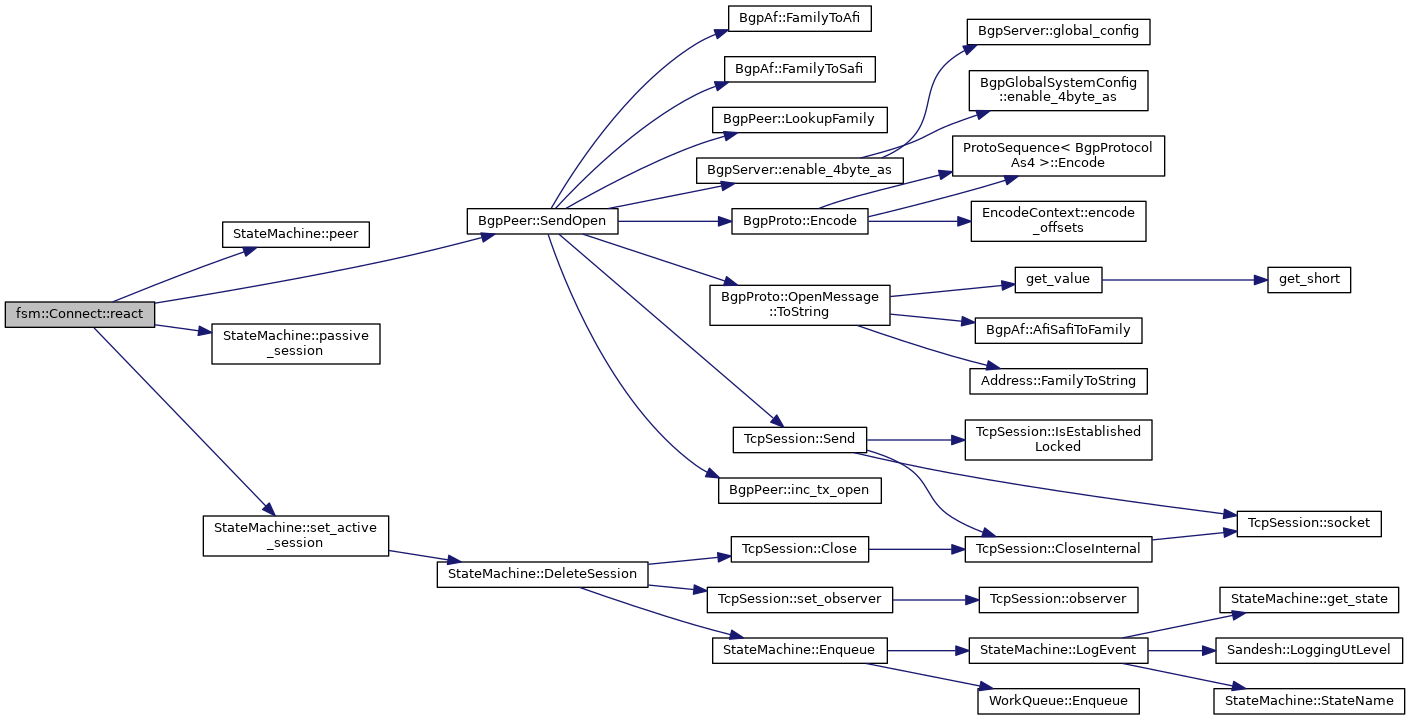 fsm::Connect::react
StateMachine::peer
BgpPeer::SendOpen
BgpAf::FamilyToAfi
BgpAf::FamilyToSafi
BgpPeer::LookupFamily
BgpServer::enable_4byte_as
BgpServer::global_config
BgpGlobalSystemConfig
::enable_4byte_as
BgpProto::Encode
ProtoSequence< BgpProtocol
As4 >::Encode
EncodeContext::encode
_offsets
BgpProto::OpenMessage
::ToString
get_value
get_short
BgpAf::AfiSafiToFamily
Address::FamilyToString
TcpSession::Send
TcpSession::IsEstablished
Locked
TcpSession::CloseInternal
TcpSession::socket
BgpPeer::inc_tx_open
StateMachine::passive
_session
StateMachine::set_active
_session
StateMachine::DeleteSession
TcpSession::Close
TcpSession::set_observer
TcpSession::observer
StateMachine::Enqueue
StateMachine::LogEvent
StateMachine::get_state
Sandesh::LoggingUtLevel
StateMachine::StateName
WorkQueue::Enqueue